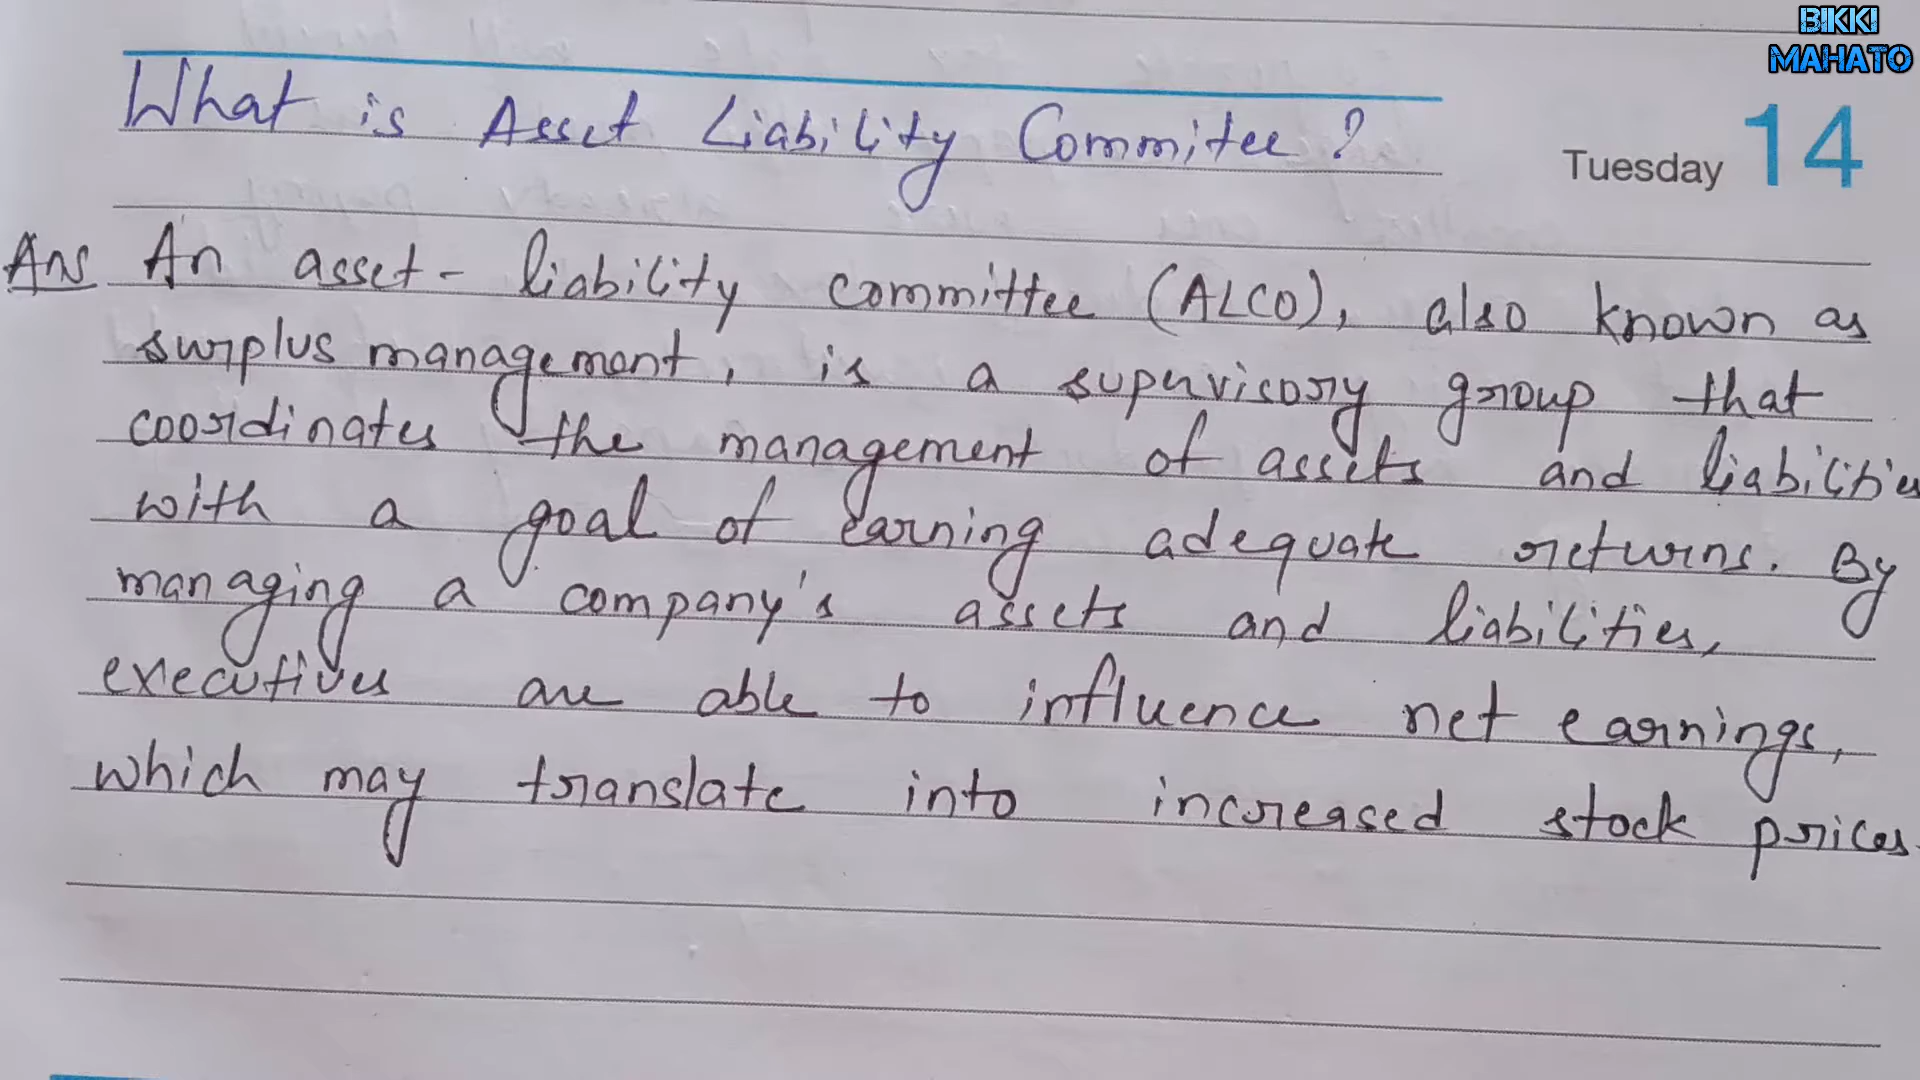 BIKKI
MAHATO
Tuesday 14
What is Asset Liability Commitee?
Ans An asset-liability committee (ALCO), also known as
surplus management, is a supervicory group that
coordinates the management of assets and liabilities
with a goal of earning adequate returns. By
managing a company's assets and liabilities,
executives are able to influence net earnings,
which may translate into increased stock prices.